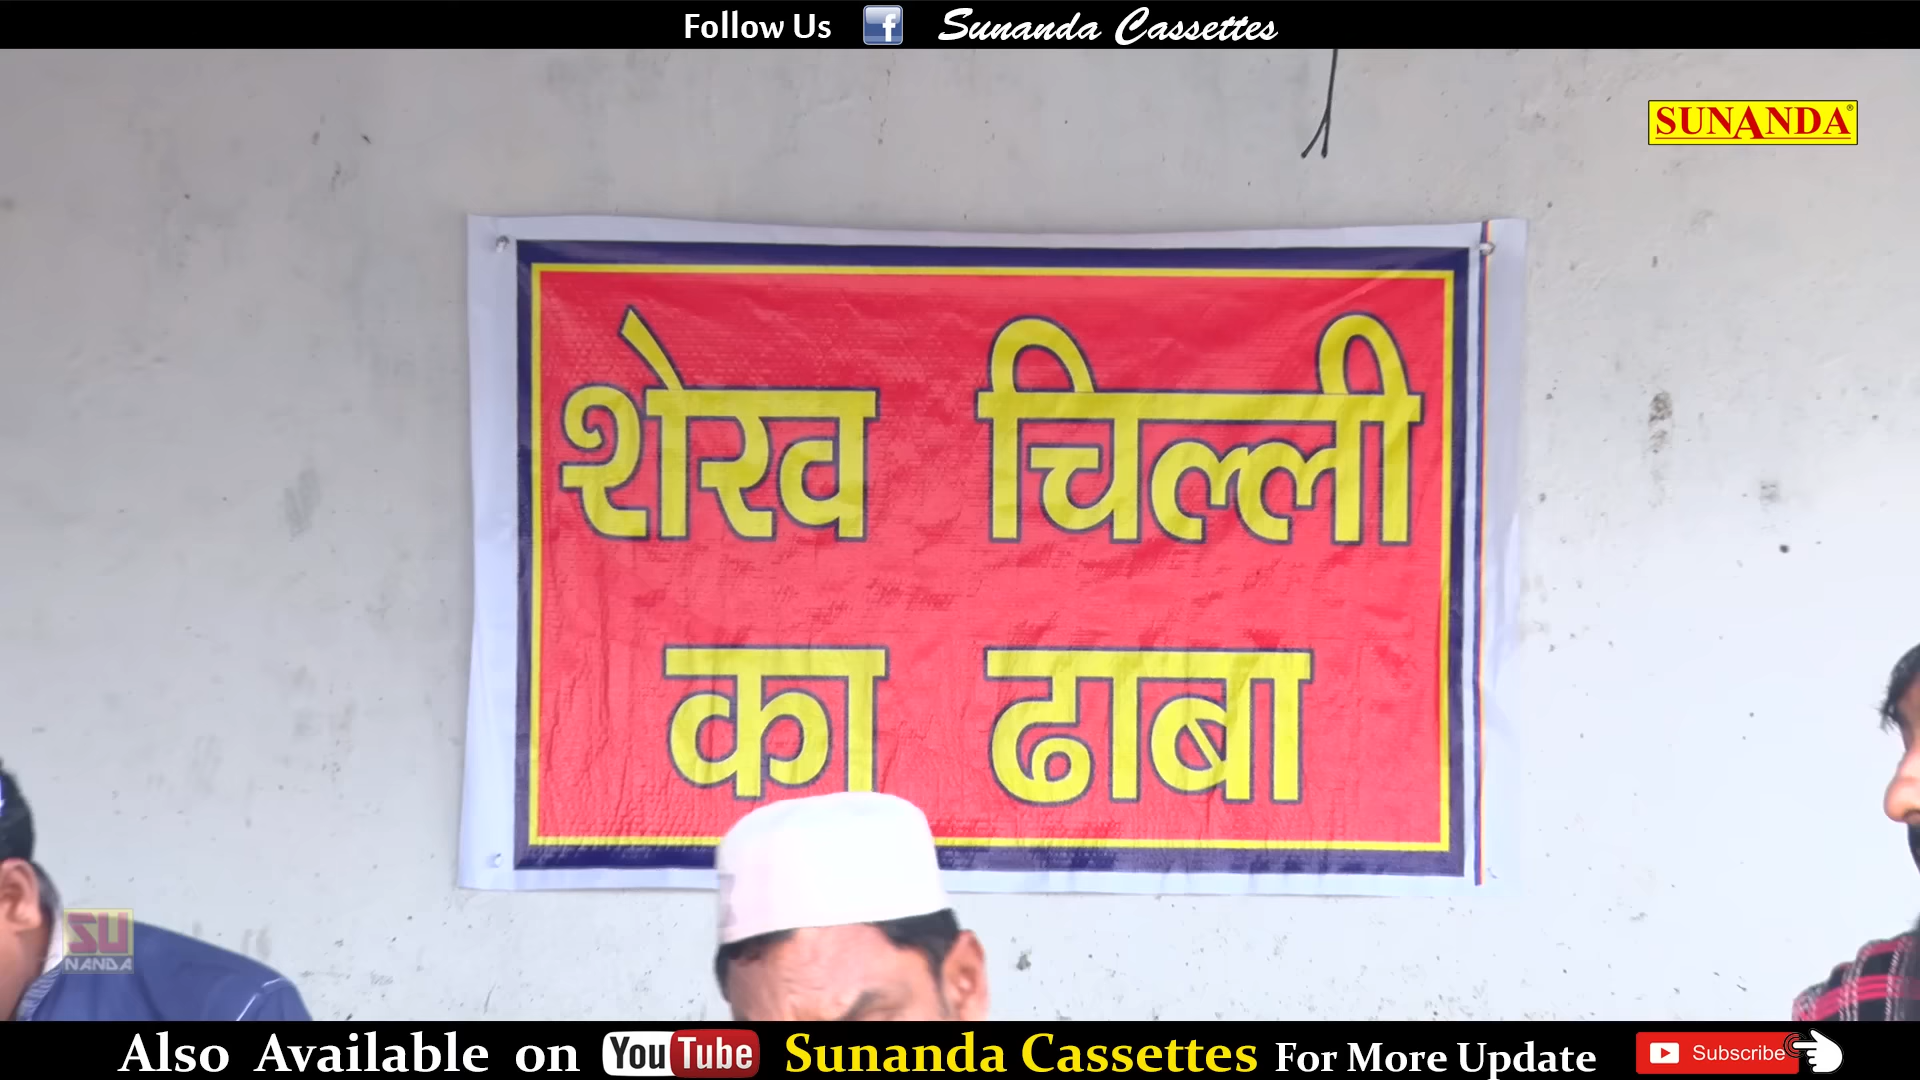 Follow Us f Sunanda Cassettes
SUNANDA®
शेख चिल्ली
का ढाबा
SU
NANDA
Also Available on YouTube Sunanda Cassettes For More Update Subscribe